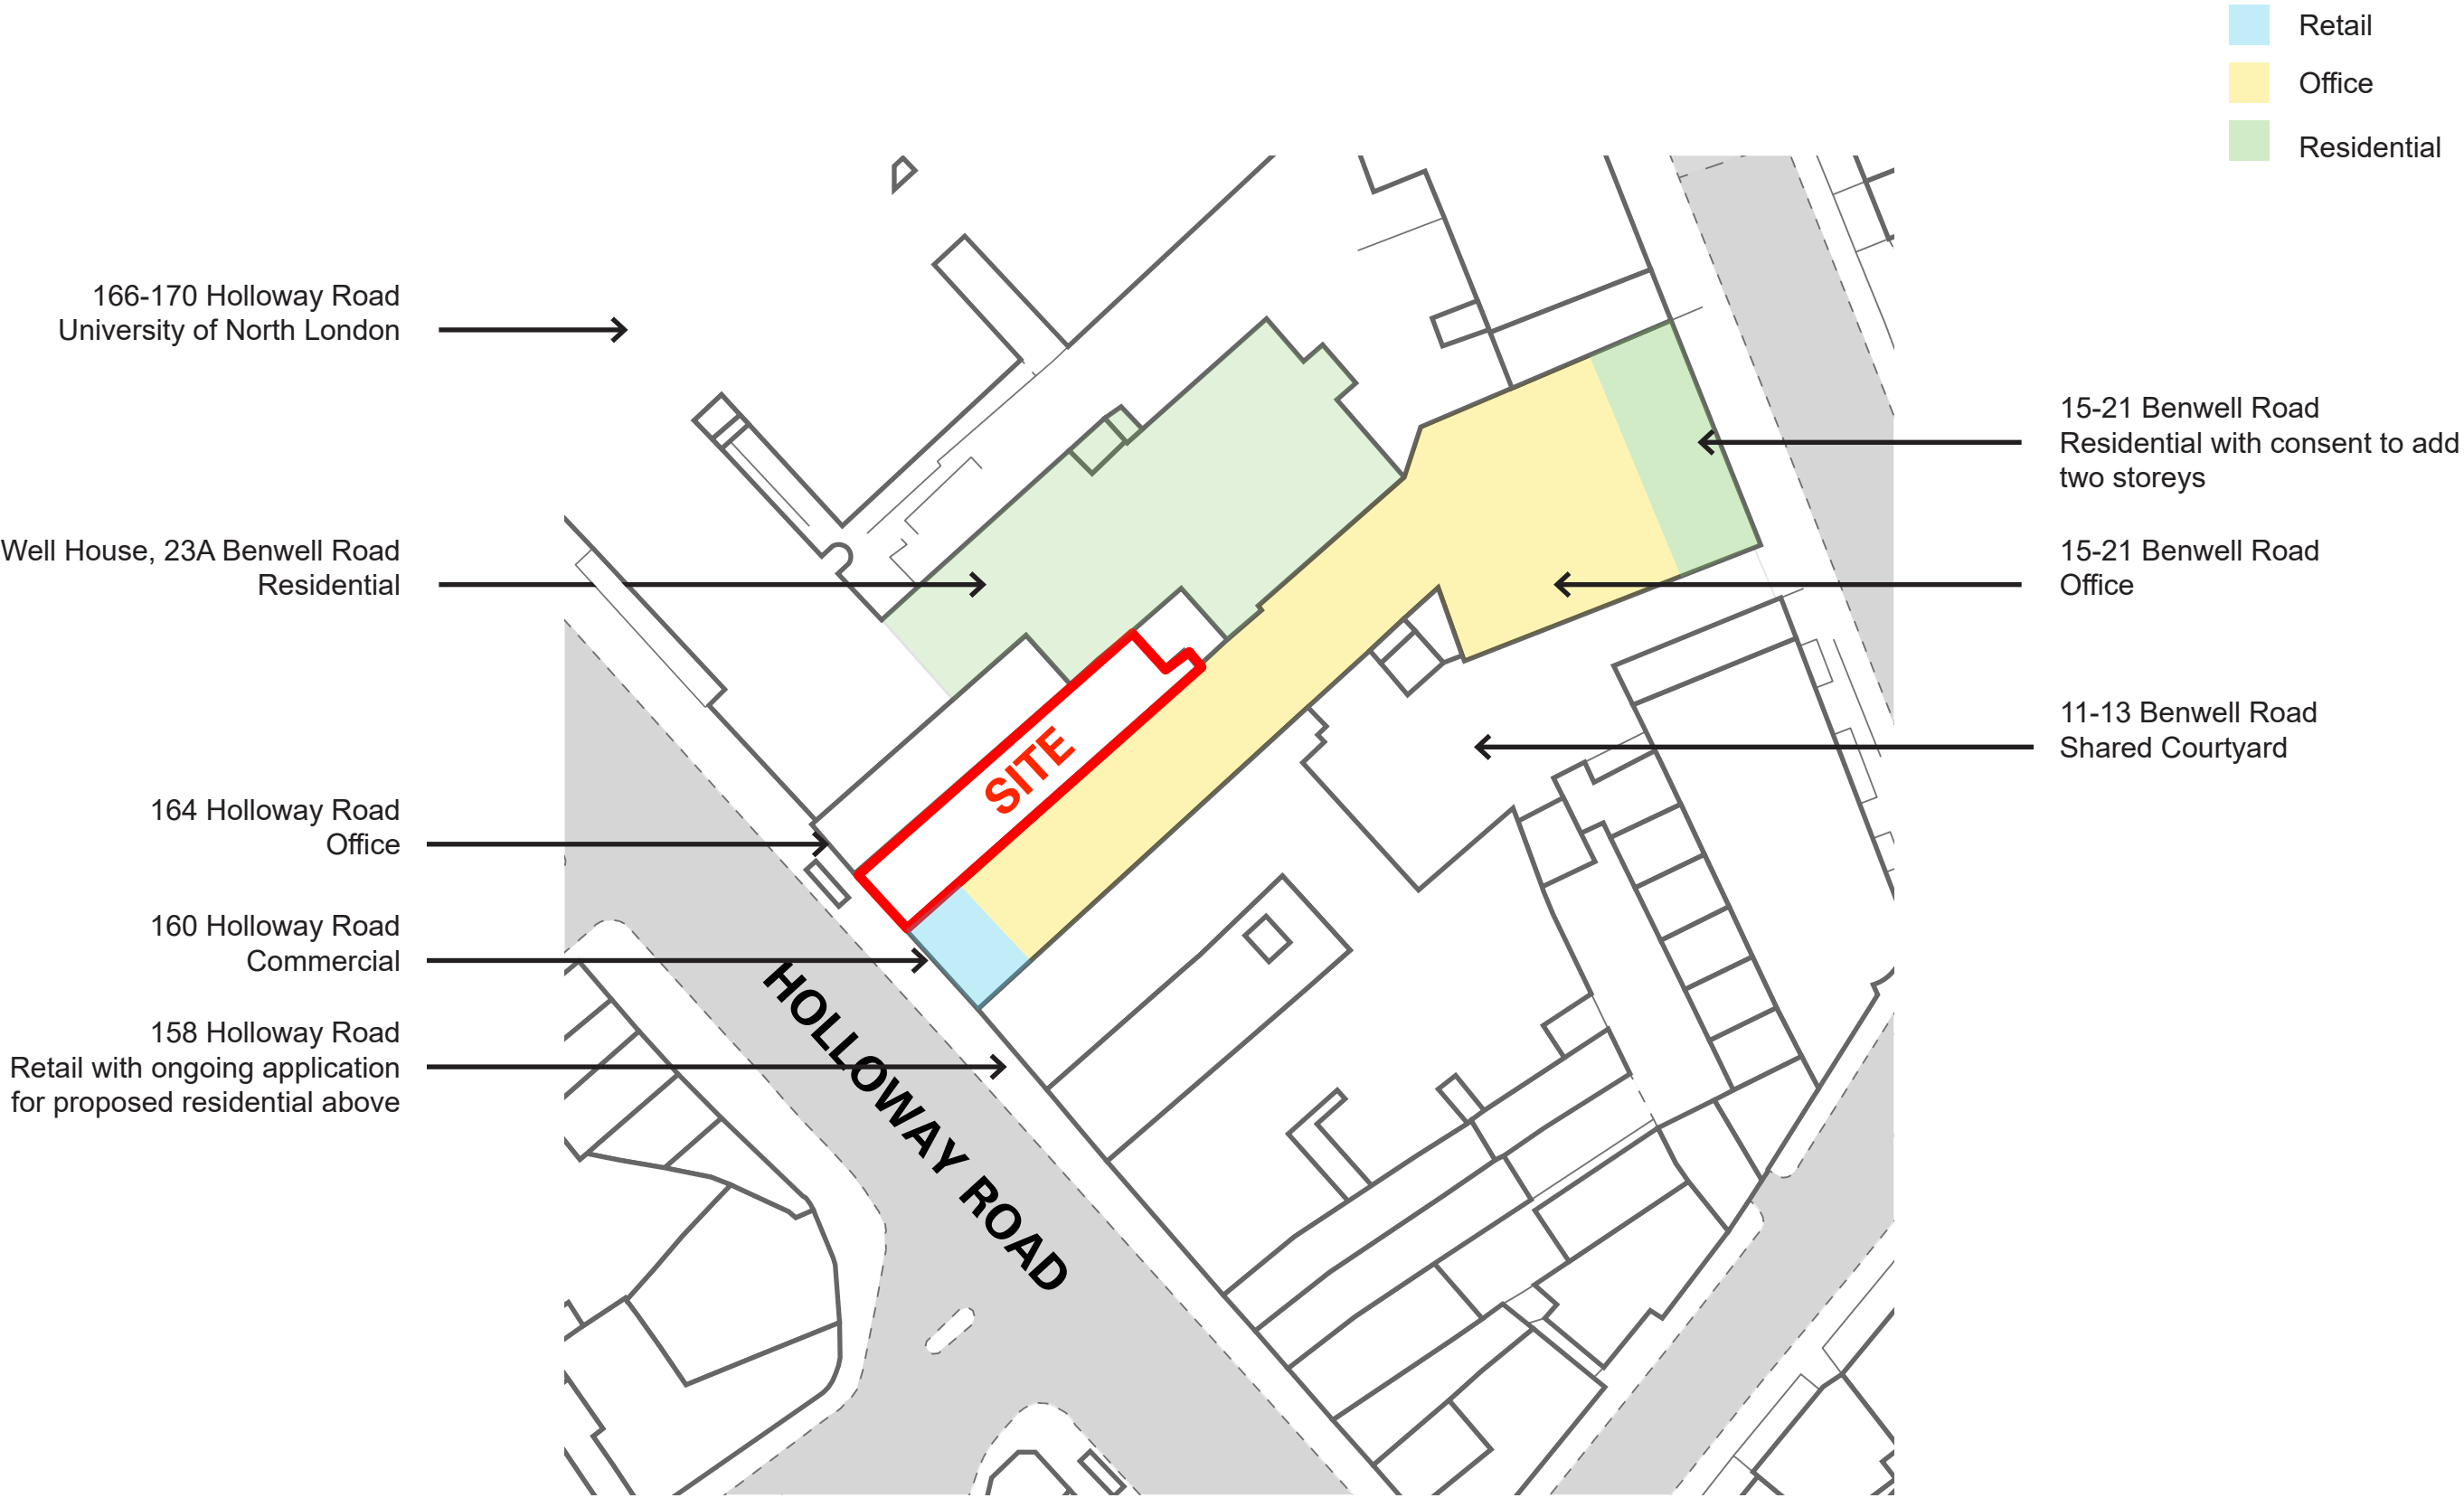 Retail
Office
Residential
166-170 Holloway Road
University of North London
Well House, 23A Benwell Road
Residential
164 Holloway Road
Office
160 Holloway Road
Commercial
158 Holloway Road
Retail with ongoing application
for proposed residential above
SITE
HOLLOWAY ROAD
15-21 Benwell Road
Residential with consent to add
two storeys
15-21 Benwell Road
Office
11-13 Benwell Road
Shared Courtyard